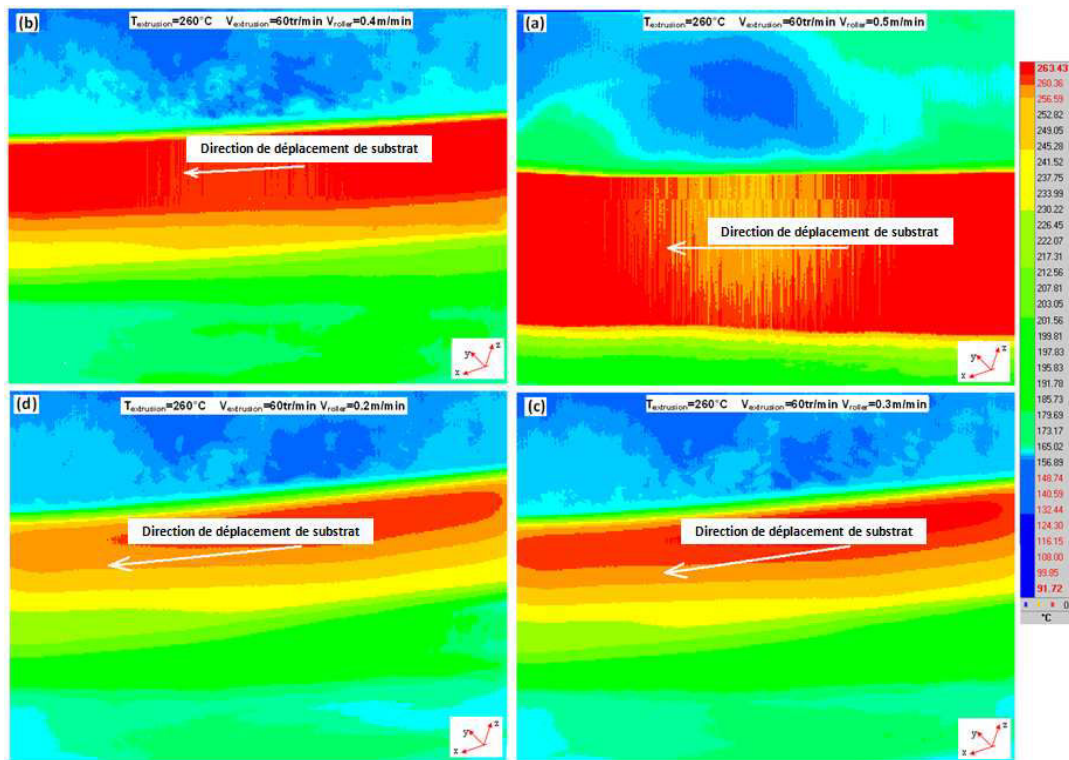 (b)
T_extrusion=260°C V_extrusion=60tr/min V_roller=0.4m/min
Direction de déplacement de substrat
y
z
x
(a)
T_extrusion=260°C V_extrusion=60tr/min V_roller=0.5m/min
Direction de déplacement de substrat
y
z
x
(d)
T_extrusion=260°C V_extrusion=60tr/min V_roller=0.2m/min
Direction de déplacement de substrat
y
z
x
(c)
T_extrusion=260°C V_extrusion=60tr/min V_roller=0.3m/min
Direction de déplacement de substrat
y
z
x
263.43
260.36
256.59
252.82
249.05
245.28
241.52
237.75
233.99
230.22
226.45
222.07
217.31
212.56
207.81
203.05
201.56
199.81
197.83
195.83
191.78
185.73
179.69
173.17
165.02
156.89
148.74
140.59
132.44
124.30
116.15
108.00
99.85
91.72
0
°C